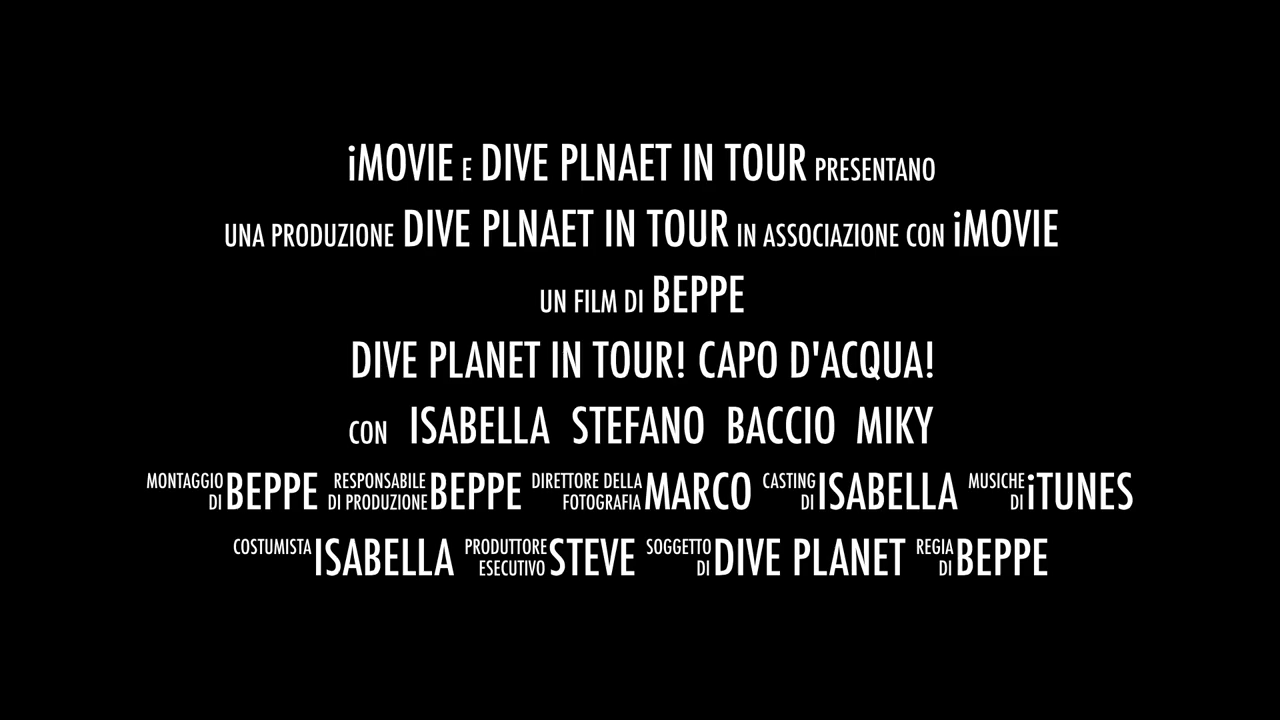 iMOVIE E DIVE PLNAET IN TOUR PRESENTANO
UNA PRODUZIONE DIVE PLNAET IN TOUR IN ASSOCIAZIONE CON iMOVIE
UN FILM DI BEPPE
DIVE PLANET IN TOUR! CAPO D'ACQUA!
CON ISABELLA STEFANO BACCIO MIKY
MONTAGGIO DI BEPPE RESPONSABILE DI PRODUZIONE BEPPE DIRETTORE DELLA FOTOGRAFIA MARCO CASTING DI ISABELLA MUSICHE DI iTUNES
COSTUMISTA ISABELLA PRODUTTORE ESECUTIVO STEVE SOGGETTO DI DIVE PLANET REGIA DI BEPPE